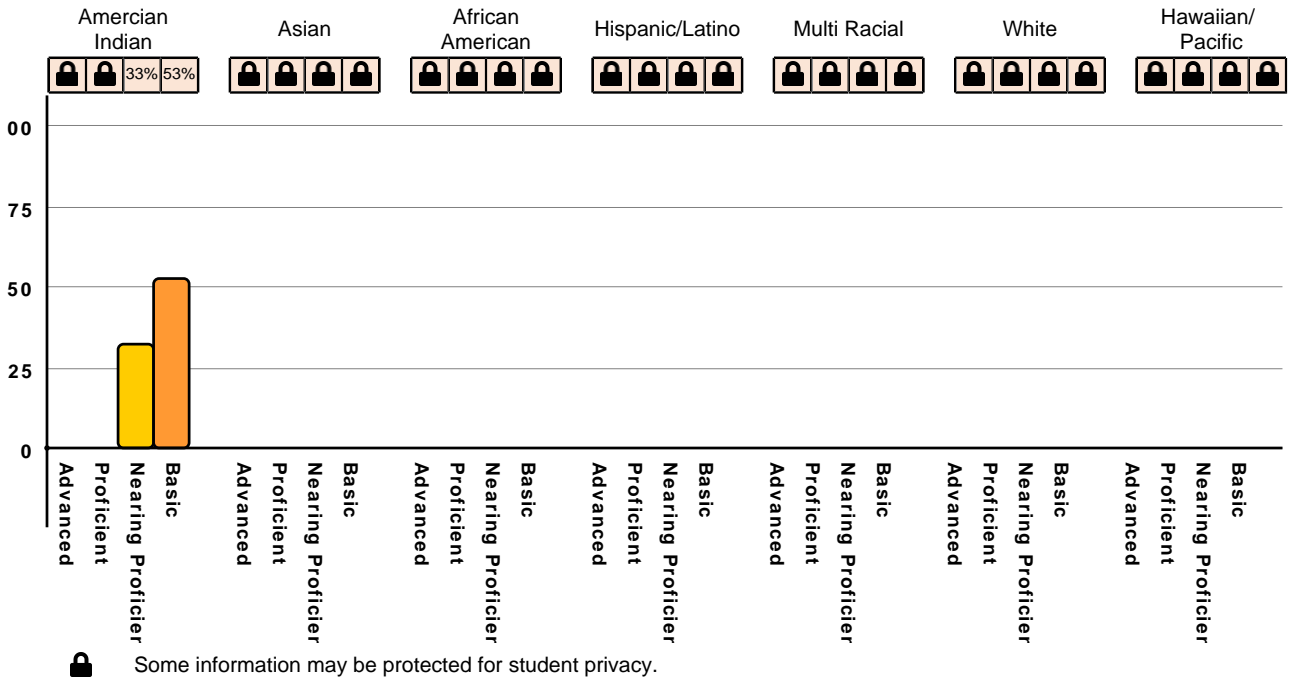 Amercian
Indian
Asian
African
American
Hispanic/Latino
Multi Racial
White
Hawaiian/
Pacific
33% 53%
00
75
50
25
0
Advanced
Proficient
Nearing Proficier
Basic
Advanced
Proficient
Nearing Proficier
Basic
Advanced
Proficient
Nearing Proficier
Basic
Advanced
Proficient
Nearing Proficier
Basic
Advanced
Proficient
Nearing Proficier
Basic
Advanced
Proficient
Nearing Proficier
Basic
Advanced
Proficient
Nearing Proficier
Basic
Some information may be protected for student privacy.